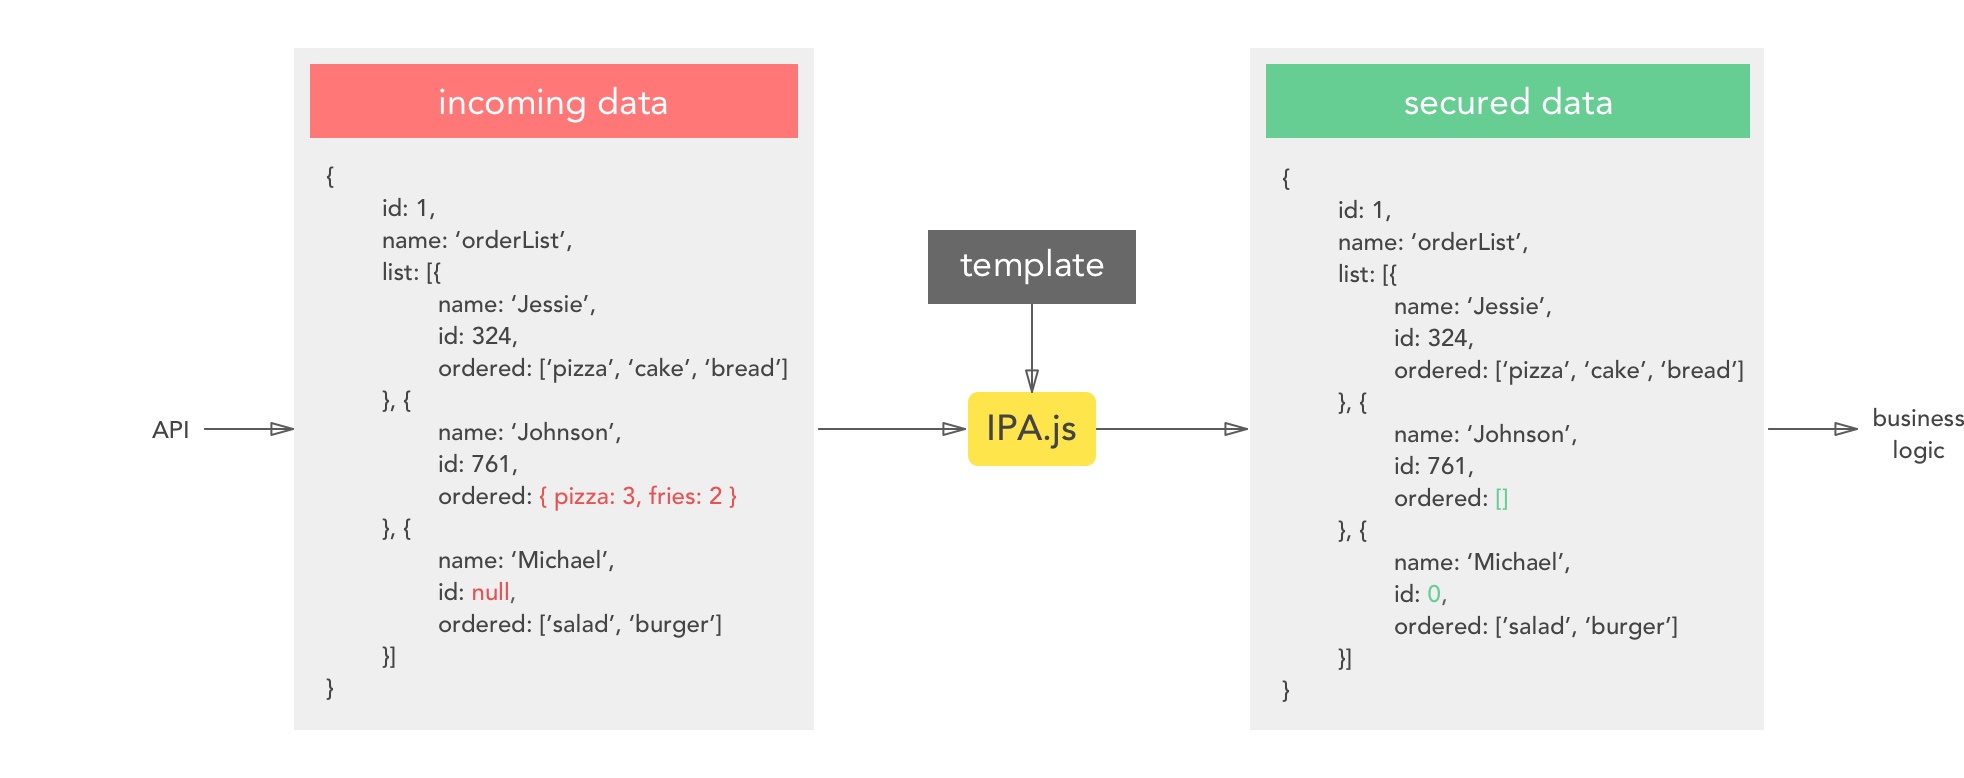 API
incoming data
{
id: 1,
name: ‘orderList’,
list: [{
name: ‘Jessie’,
id: 324,
ordered: [‘pizza’, ‘cake’, ‘bread’]
}, {
name: ‘Johnson’,
id: 761,
ordered: { pizza: 3, fries: 2 }
}, {
name: ‘Michael’,
id: null,
ordered: [‘salad’, ‘burger’]
}]
}
template
IPA.js
secured data
{
id: 1,
name: ‘orderList’,
list: [{
name: ‘Jessie’,
id: 324,
ordered: [‘pizza’, ‘cake’, ‘bread’]
}, {
name: ‘Johnson’,
id: 761,
ordered: []
}, {
name: ‘Michael’,
id: 0,
ordered: [‘salad’, ‘burger’]
}]
}
business
logic